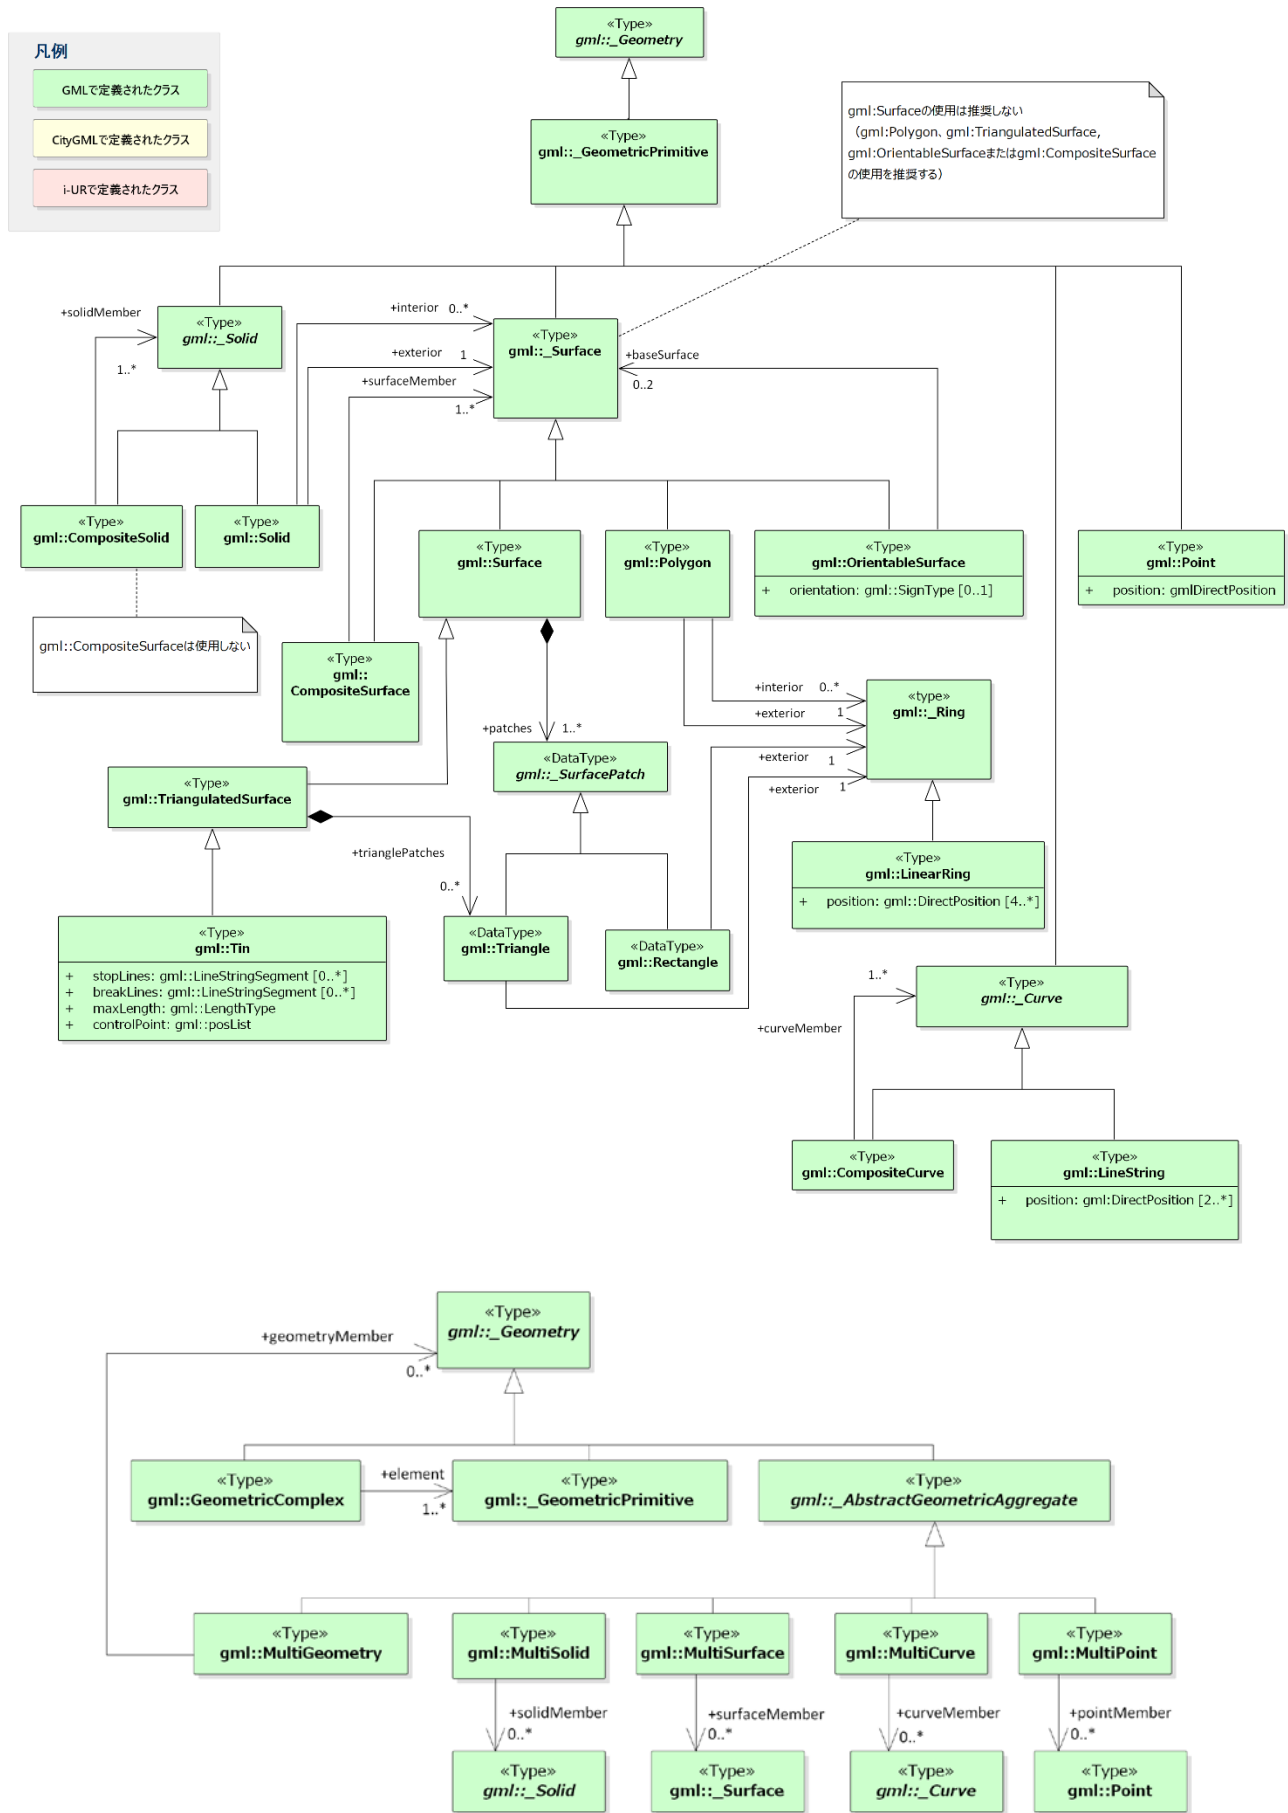 凡例
GMLで定義されたクラス
CityGMLで定義されたクラス
i-URで定義されたクラス
«Type»
gml::_Geometry
«Type»
gml::_GeometricPrimitive
gml:Surfaceの使用は推奨しない
（gml:Polygon、gml:TriangulatedSurface,
gml:OrientableSurfaceまたはgml:CompositeSurface
の使用を推奨する）
+solidMember
1..*
«Type»
gml::_Solid
+interior 0..*
+exterior 1
+surfaceMember
1..*
«Type»
gml::_Surface
+baseSurface
0..2
«Type»
gml::CompositeSolid
«Type»
gml::Solid
«Type»
gml::Surface
«Type»
gml::Polygon
«Type»
gml::OrientableSurface
+ orientation: gml::SignType [0..1]
«Type»
gml::Point
+ position: gmlDirectPosition
gml::CompositeSurfaceは使用しない
«Type»
gml::
CompositeSurface
+patches 1..*
+interior 0..*
+exterior 1
+exterior 1
+exterior 1
«type»
gml::_Ring
«DataType»
gml::_SurfacePatch
«Type»
gml::TriangulatedSurface
+trianglePatches
0..*
«Type»
gml::LinearRing
+ position: gml::DirectPosition [4..*]
«Type»
gml::Tin
+ stopLines: gml::LineStringSegment [0..*]
+ breakLines: gml::LineStringSegment [0..*]
+ maxLength: gml::LengthType
+ controlPoint: gml::posList
«DataType»
gml::Triangle
«DataType»
gml::Rectangle
1..*
+curveMember
«Type»
gml::_Curve
«Type»
gml::CompositeCurve
«Type»
gml::LineString
+ position: gml:DirectPosition [2..*]
+geometryMember
0..*
«Type»
gml::_Geometry
«Type»
gml::GeometricComplex
+element
1..*
«Type»
gml::_GeometricPrimitive
«Type»
gml::_AbstractGeometricAggregate
«Type»
gml::MultiGeometry
«Type»
gml::MultiSolid
«Type»
gml::MultiSurface
«Type»
gml::MultiCurve
«Type»
gml::MultiPoint
+solidMember
0..*
+surfaceMember
0..*
+curveMember
0..*
+pointMember
0..*
«Type»
gml::_Solid
«Type»
gml::_Surface
«Type»
gml::_Curve
«Type»
gml::Point